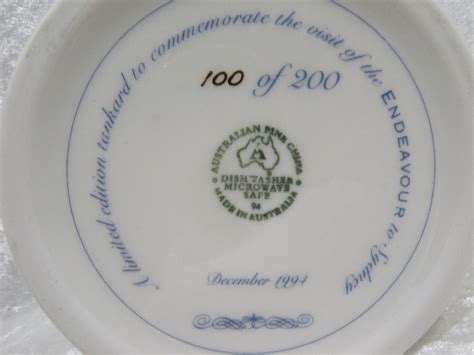 A limited edition tankard to commemorate the visit of the ENDEAVOUR to Sydney
100 of 200
AUSTRALIAN FINE CHINA
A
DISHWASHER
MICROWAVE
SAFE
94
MADE IN AUSTRALIA
December 1994